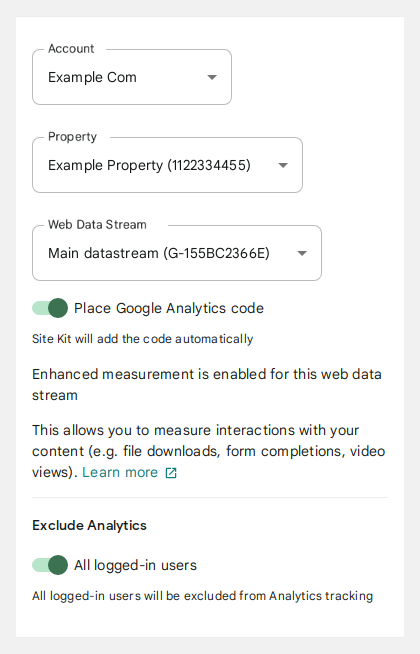 Account
Example Com
Property
Example Property (1122334455)
Web Data Stream
Main datastream (G-155BC2366E)
Place Google Analytics code
Site Kit will add the code automatically
Enhanced measurement is enabled for this web data
stream
This allows you to measure interactions with your
content (e.g. file downloads, form completions, video
views). Learn more
Exclude Analytics
All logged-in users
All logged-in users will be excluded from Analytics tracking